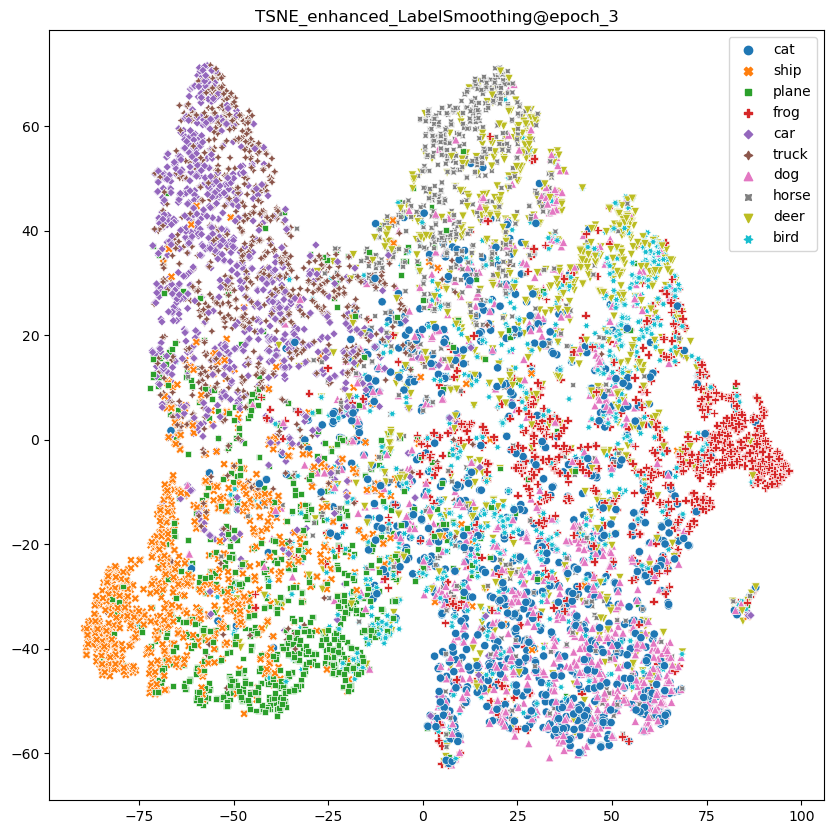 TSNE_enhanced_LabelSmoothing@epoch_3
cat
ship
plane
frog
car
truck
dog
horse
deer
bird
60
40
20
0
−20
−40
−60
−75
−50
−25
0
25
50
75
100